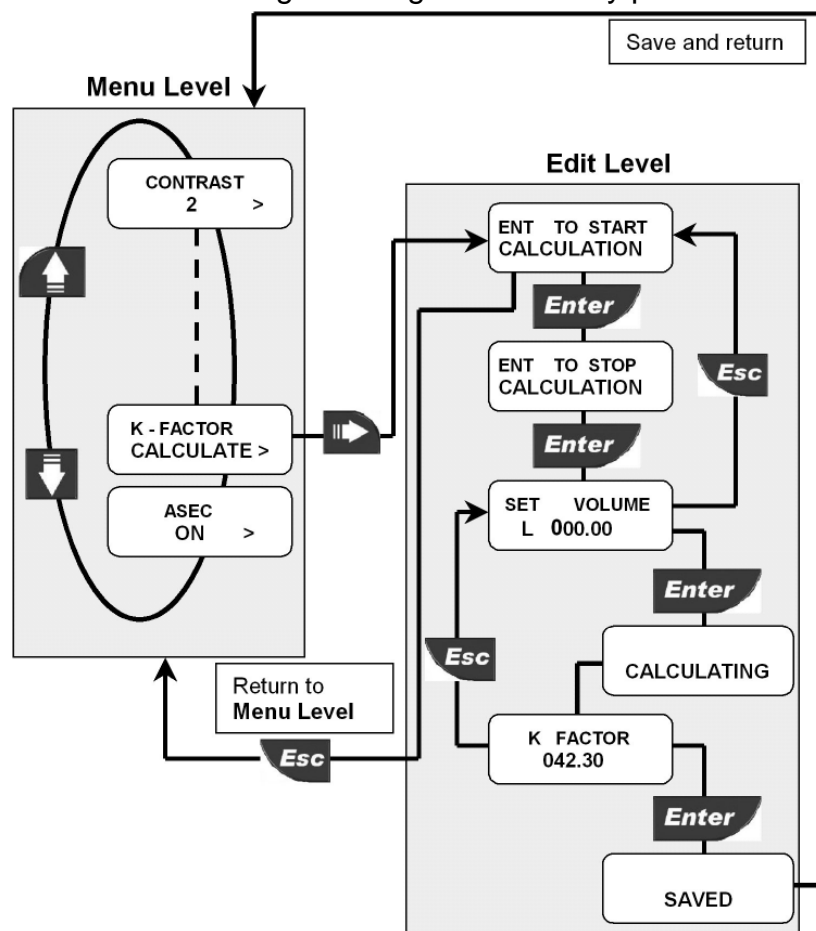 Save and return
Menu Level
CONTRAST
2 >
K - FACTOR
CALCULATE >
ASEC
ON >
Return to
Menu Level
Esc
Edit Level
ENT TO START
CALCULATION
Enter
ENT TO STOP
CALCULATION
Enter
Esc
SET VOLUME
L 000.00
Enter
Esc
CALCULATING
K FACTOR
042.30
Enter
SAVED